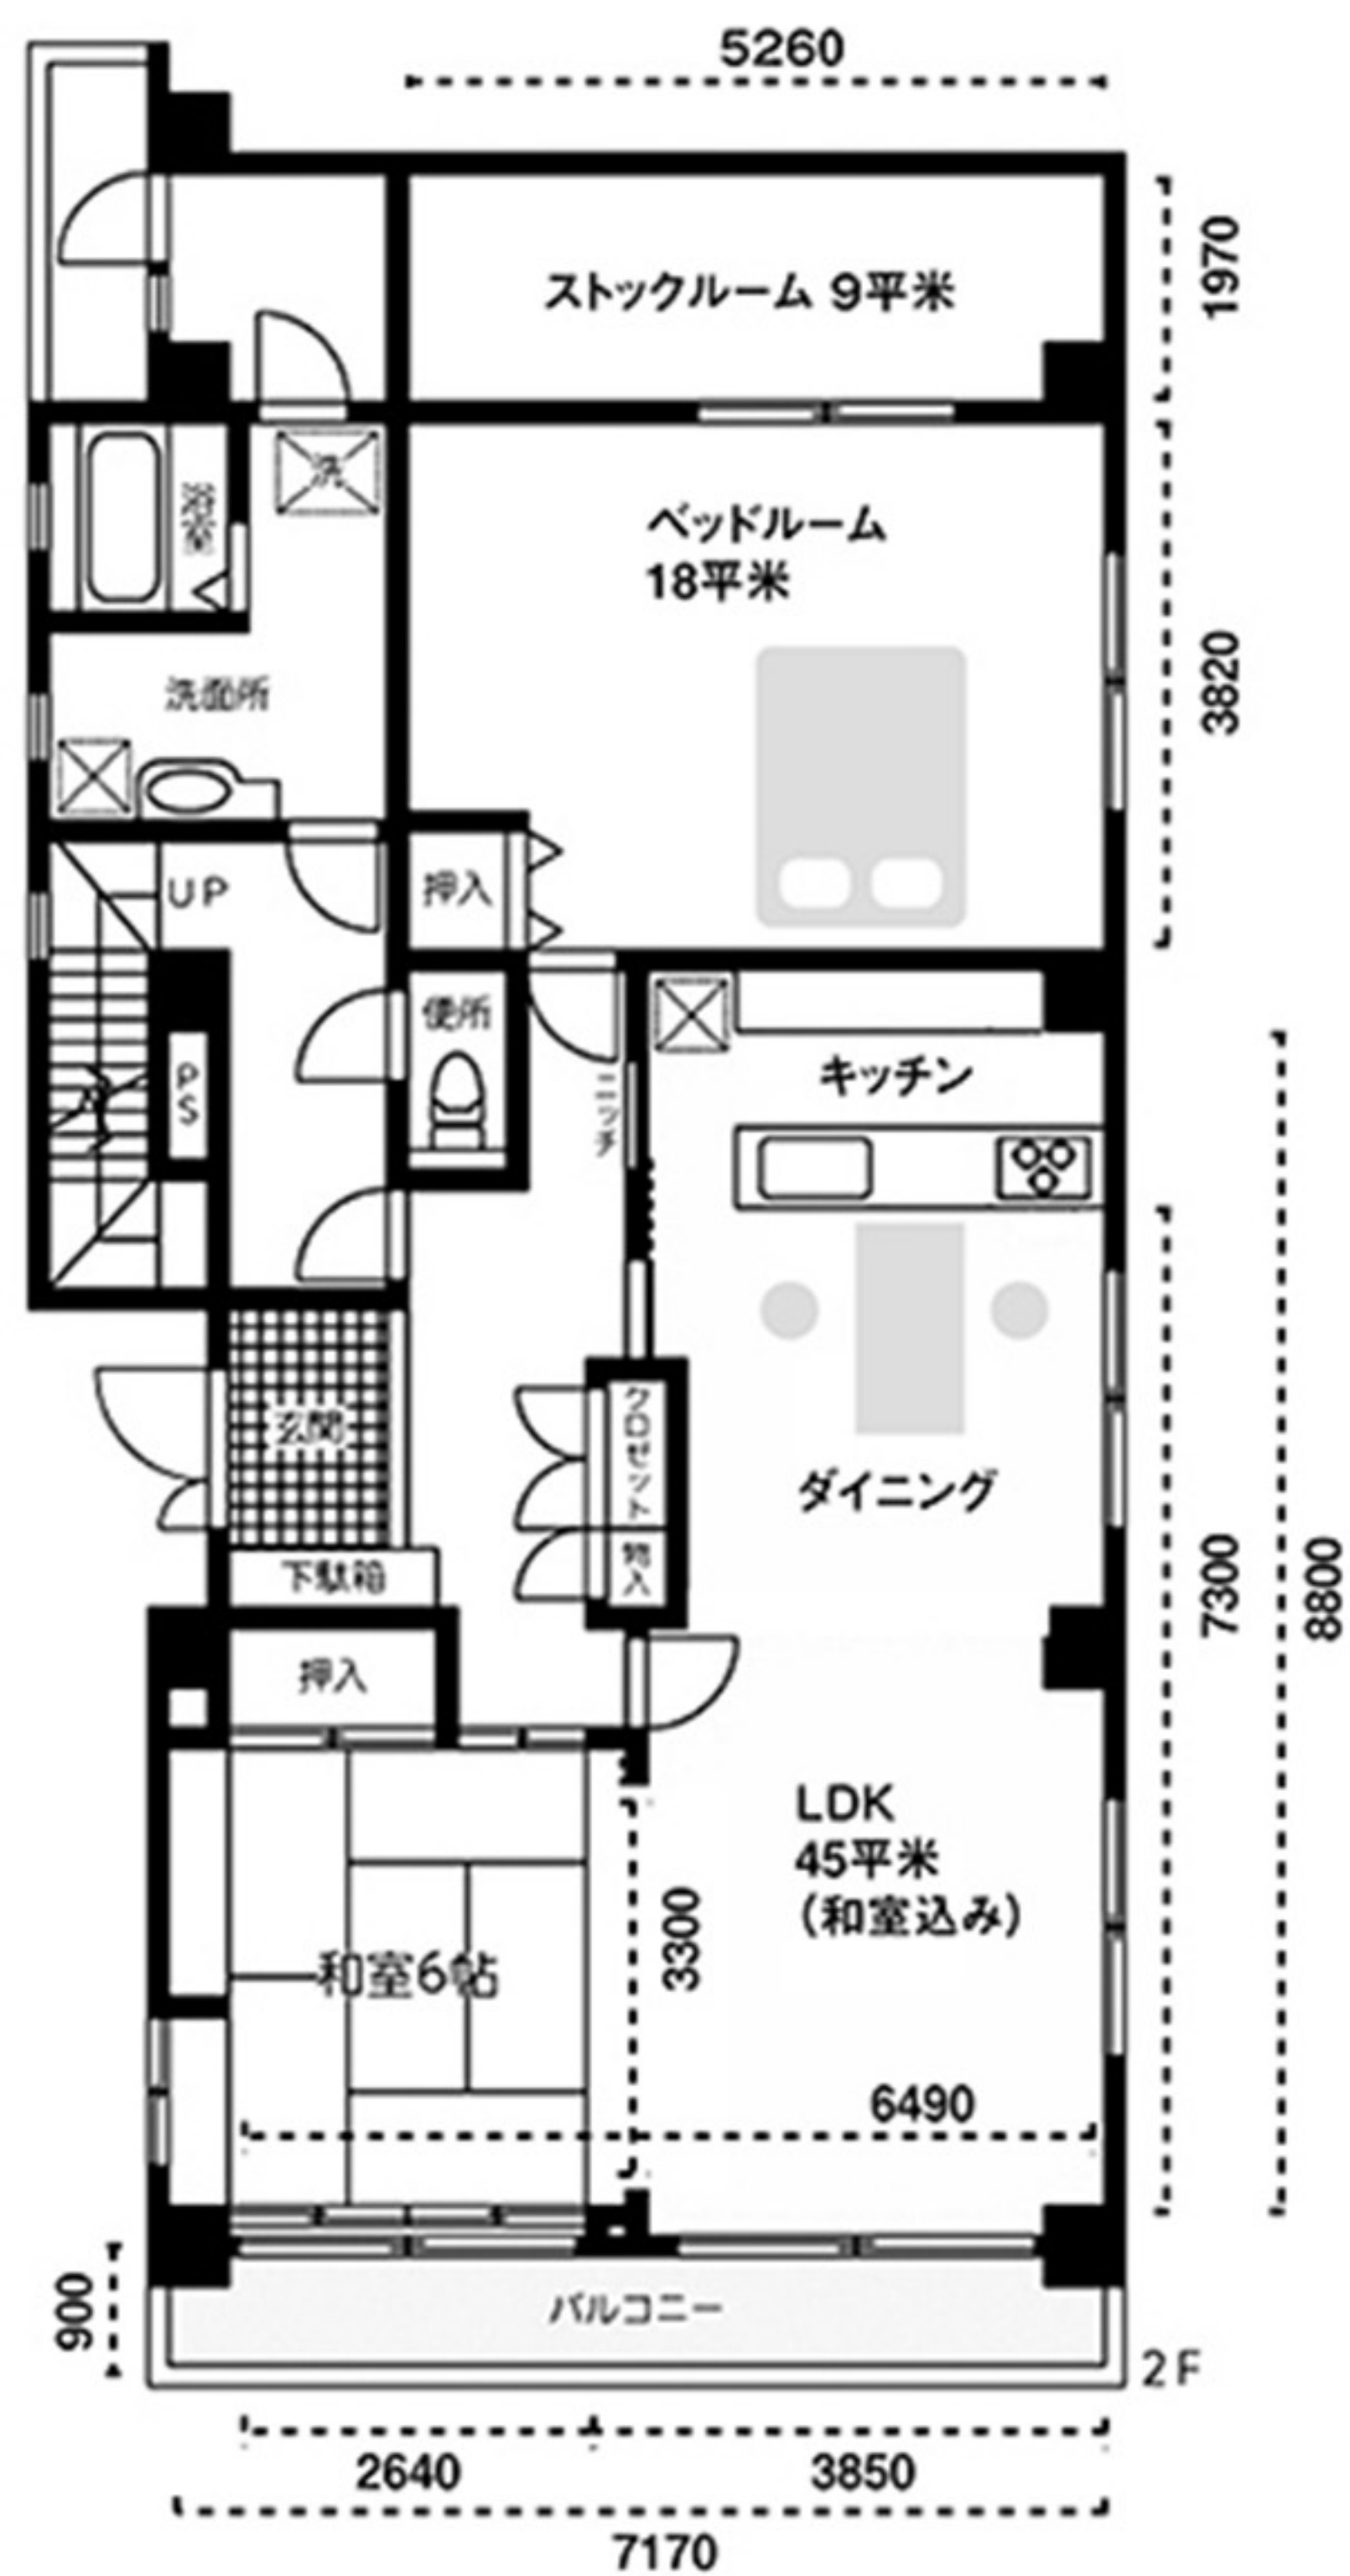 5260
ストックルーム 9平米
1970
浴室
洗
ベッドルーム
18平米
3820
洗面所
UP
押入
便所
PS
ニッチ
キッチン
玄関
クロゼット
物入
ダイニング
下駄箱
押入
7300
8800
LDK
45平米
(和室込み)
3300
和室6帖
6490
900
バルコニー
2F
2640
3850
7170